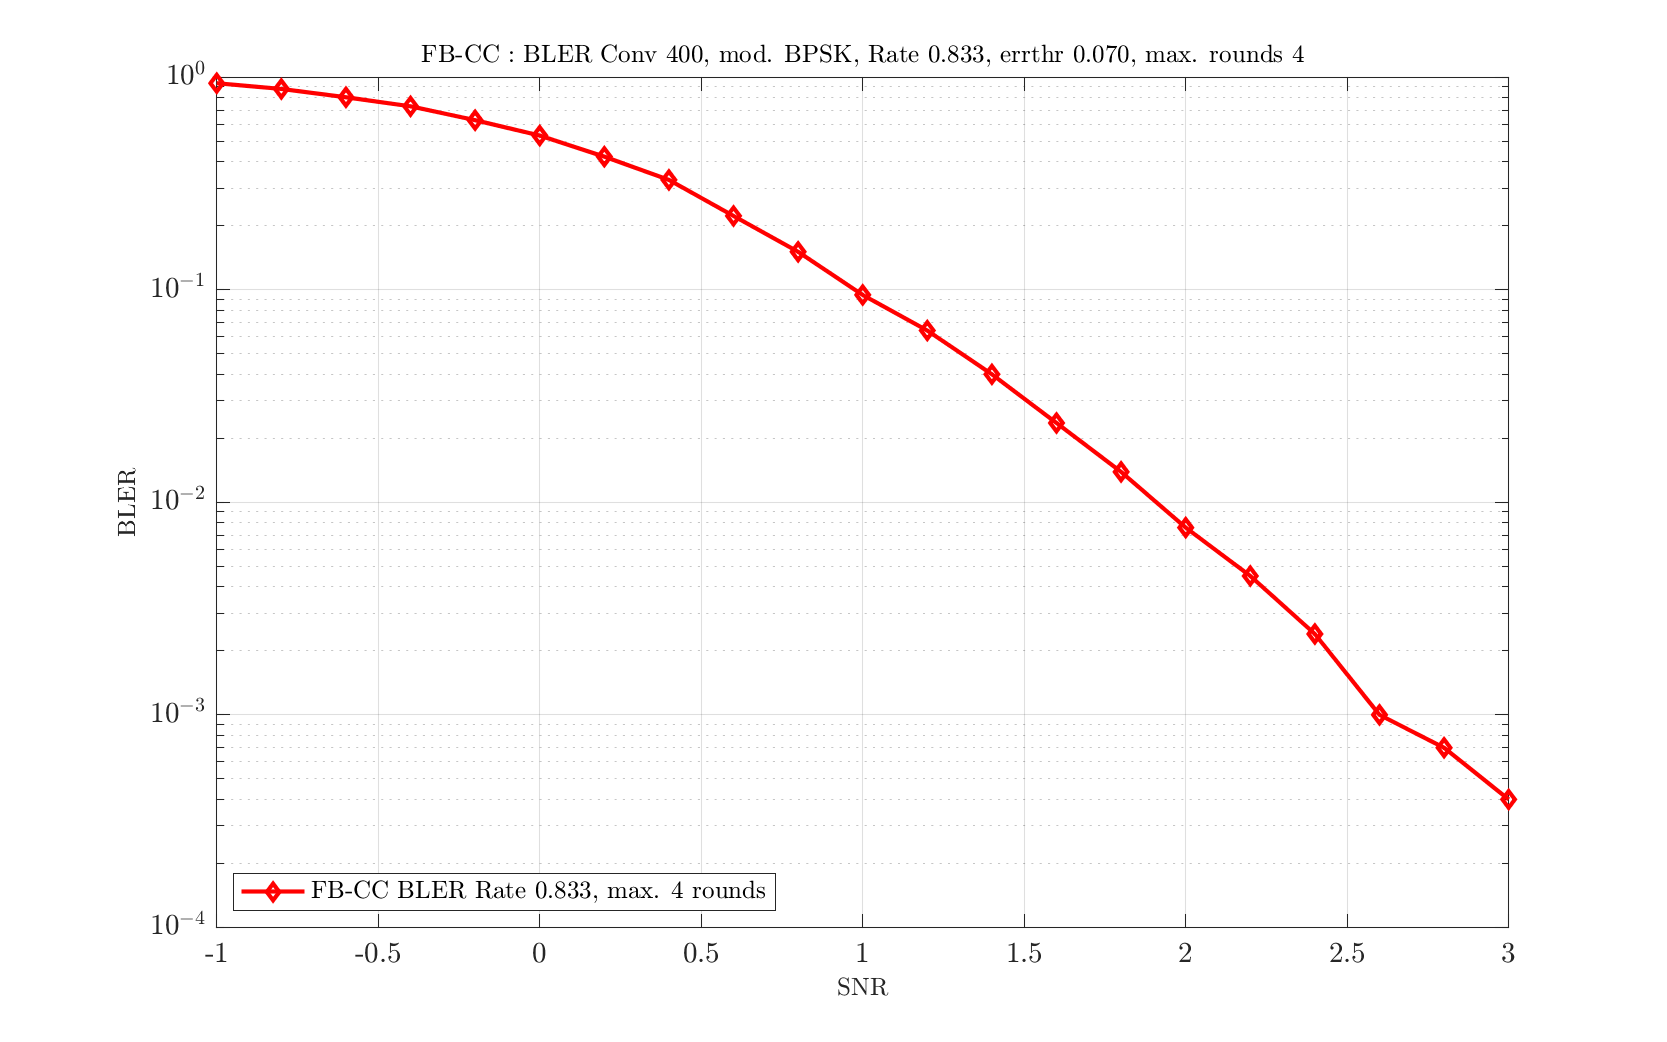 FB-CC : BLER Conv 400, mod. BPSK, Rate 0.833, errthr 0.070, max. rounds 4
10^0
10^-1
10^-2
10^-3
10^-4
BLER
FB-CC BLER Rate 0.833, max. 4 rounds
-1 -0.5 0 0.5 1 1.5 2 2.5 3
SNR